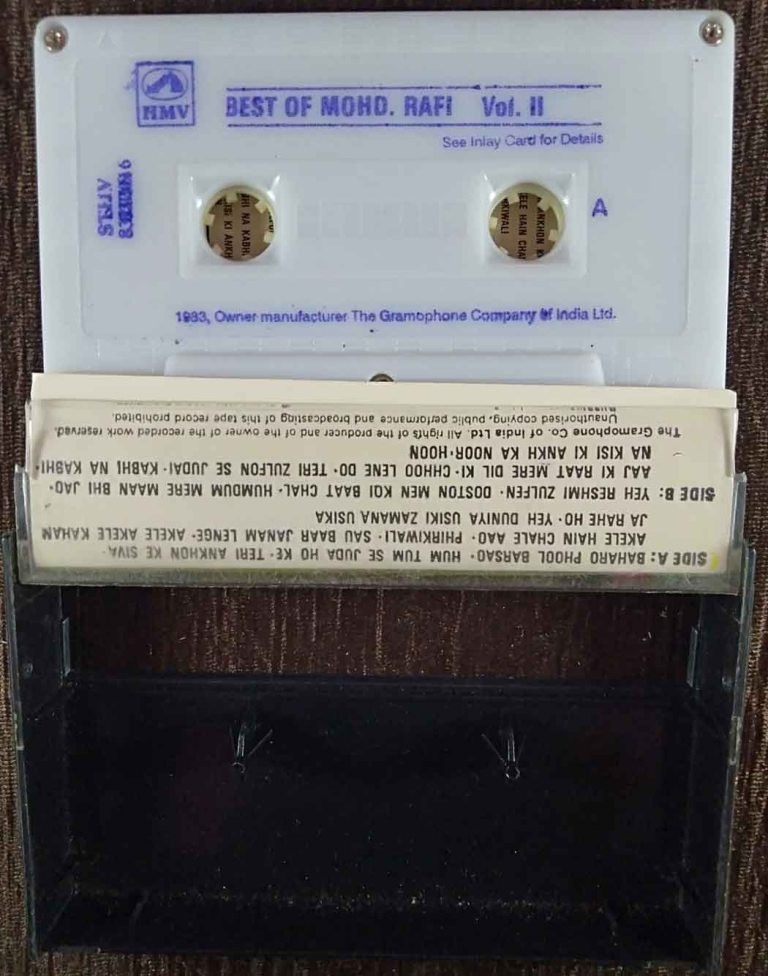 HMV
BEST OF MOHD. RAFI Vol. II
See Inlay Card for Details
A
1983, Owner manufacturer The Gramophone Company of India Ltd.
SIDE A: BAHARO PHOOL BARSAO· HUM TUM SE JUDA HO KE· TERI ANKHON KE SIVA·
AKELE HAIN CHALE AAO· PHIRKIWALI· SAU BAAR JANAM LENGE· AKELE AKELE KAHAN
JA RAHE HO· YEH DUNIYA USIKI ZAMANA USIKA
SIDE B: YEH RESHMI ZULFEN· DOSTON MEN KOI BAAT CHAL· HUMDUM MERE MAAN BHI JAO·
AAJ KI RAAT MERE DIL KI· CHHOO LENE DO· TERI ZULFON SE JUDAI· KABHI NA KABHI·
NA KISI KI ANKH KA NOOR·HOON
The Gramophone Co. of India Ltd. All rights of the producer and of the owner of the recorded work reserved.
Unauthorised copying, public performance and broadcasting of this tape record prohibited.